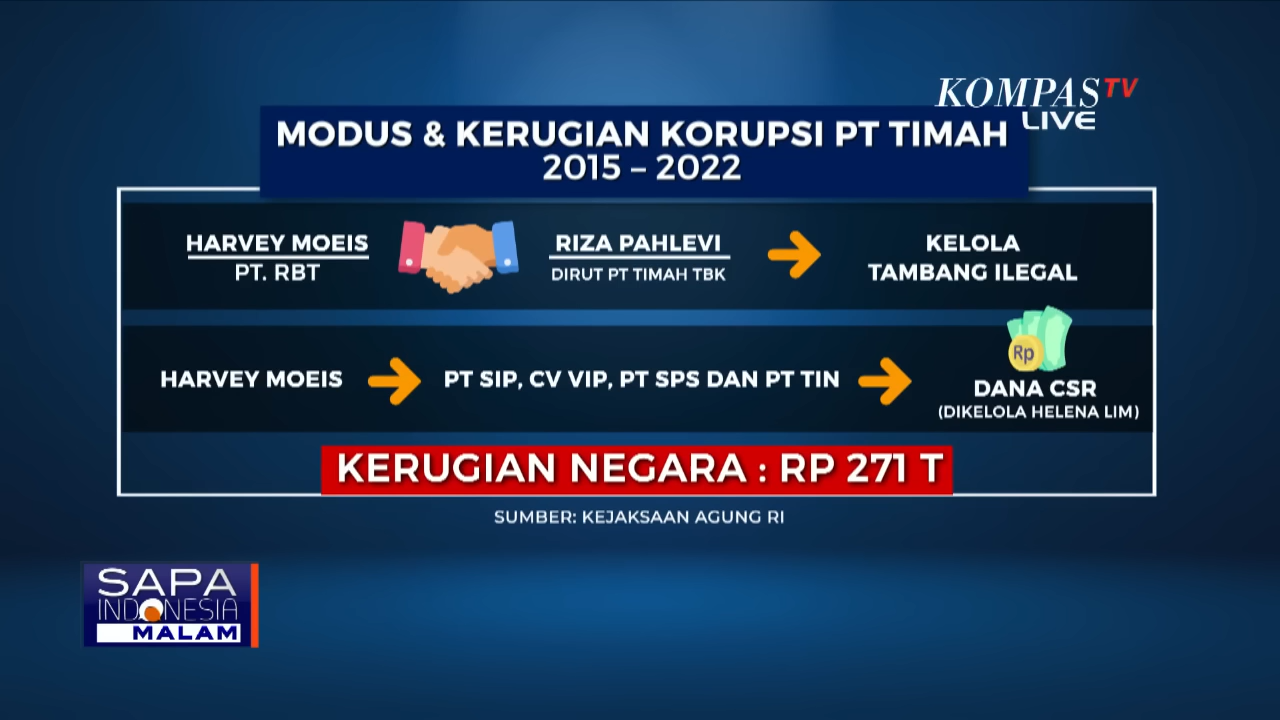 KOMPASTV
LIVE
MODUS & KERUGIAN KORUPSI PT TIMAH
2015 – 2022
HARVEY MOEIS
PT. RBT
RIZA PAHLEVI
DIRUT PT TIMAH TBK
KELOLA
TAMBANG ILEGAL
HARVEY MOEIS
PT SIP, CV VIP, PT SPS DAN PT TIN
Rp
DANA CSR
(DIKELOLA HELENA LIM)
KERUGIAN NEGARA : RP 271 T
SUMBER: KEJAKSAAN AGUNG RI
SAPA
INDONESIA
MALAM